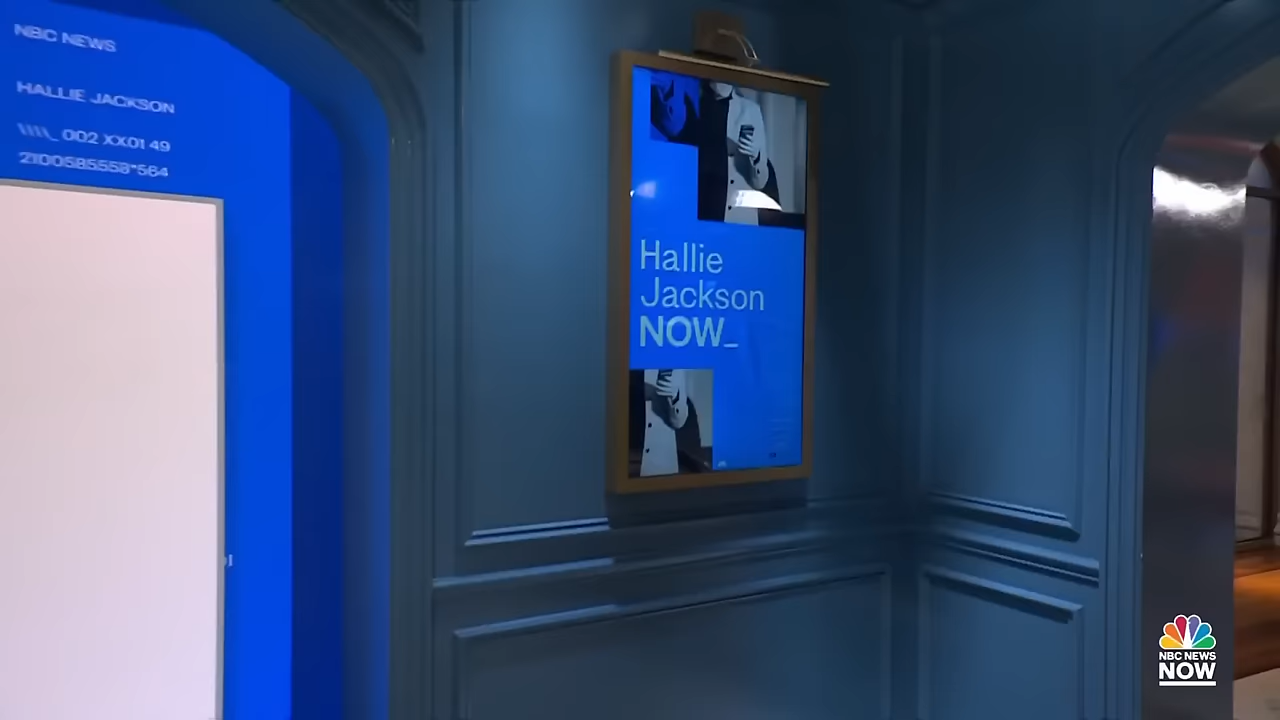 NBC NEWS
HALLIE JACKSON
\\\\_ 002 XX01 49
2100585558*564
Hallie
Jackson
NOW_
NBC NEWS
NOW